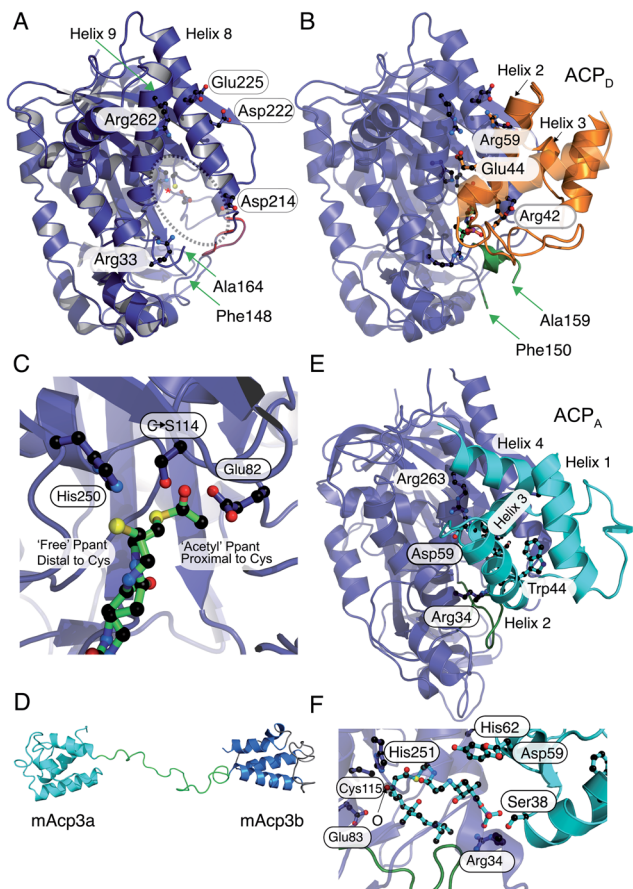 A
Helix 9
Helix 8
Glu225
Arg262
Asp222
Asp214
Arg33
Ala164
Phe148
B
Helix 2
ACPD
Helix 3
Arg59
Glu44
Arg42
Ala159
Phe150
C
C→S114
Glu82
His250
'Free' Ppant
Distal to Cys
'Acetyl' Ppant
Proximal to Cys
E
ACPA
Helix 4
Helix 1
Arg263
Helix 3
Asp59
Trp44
Arg34
Helix 2
D
mAcp3a
mAcp3b
F
His62
His251
Asp59
Cys115
O
Ser38
Glu83
Arg34